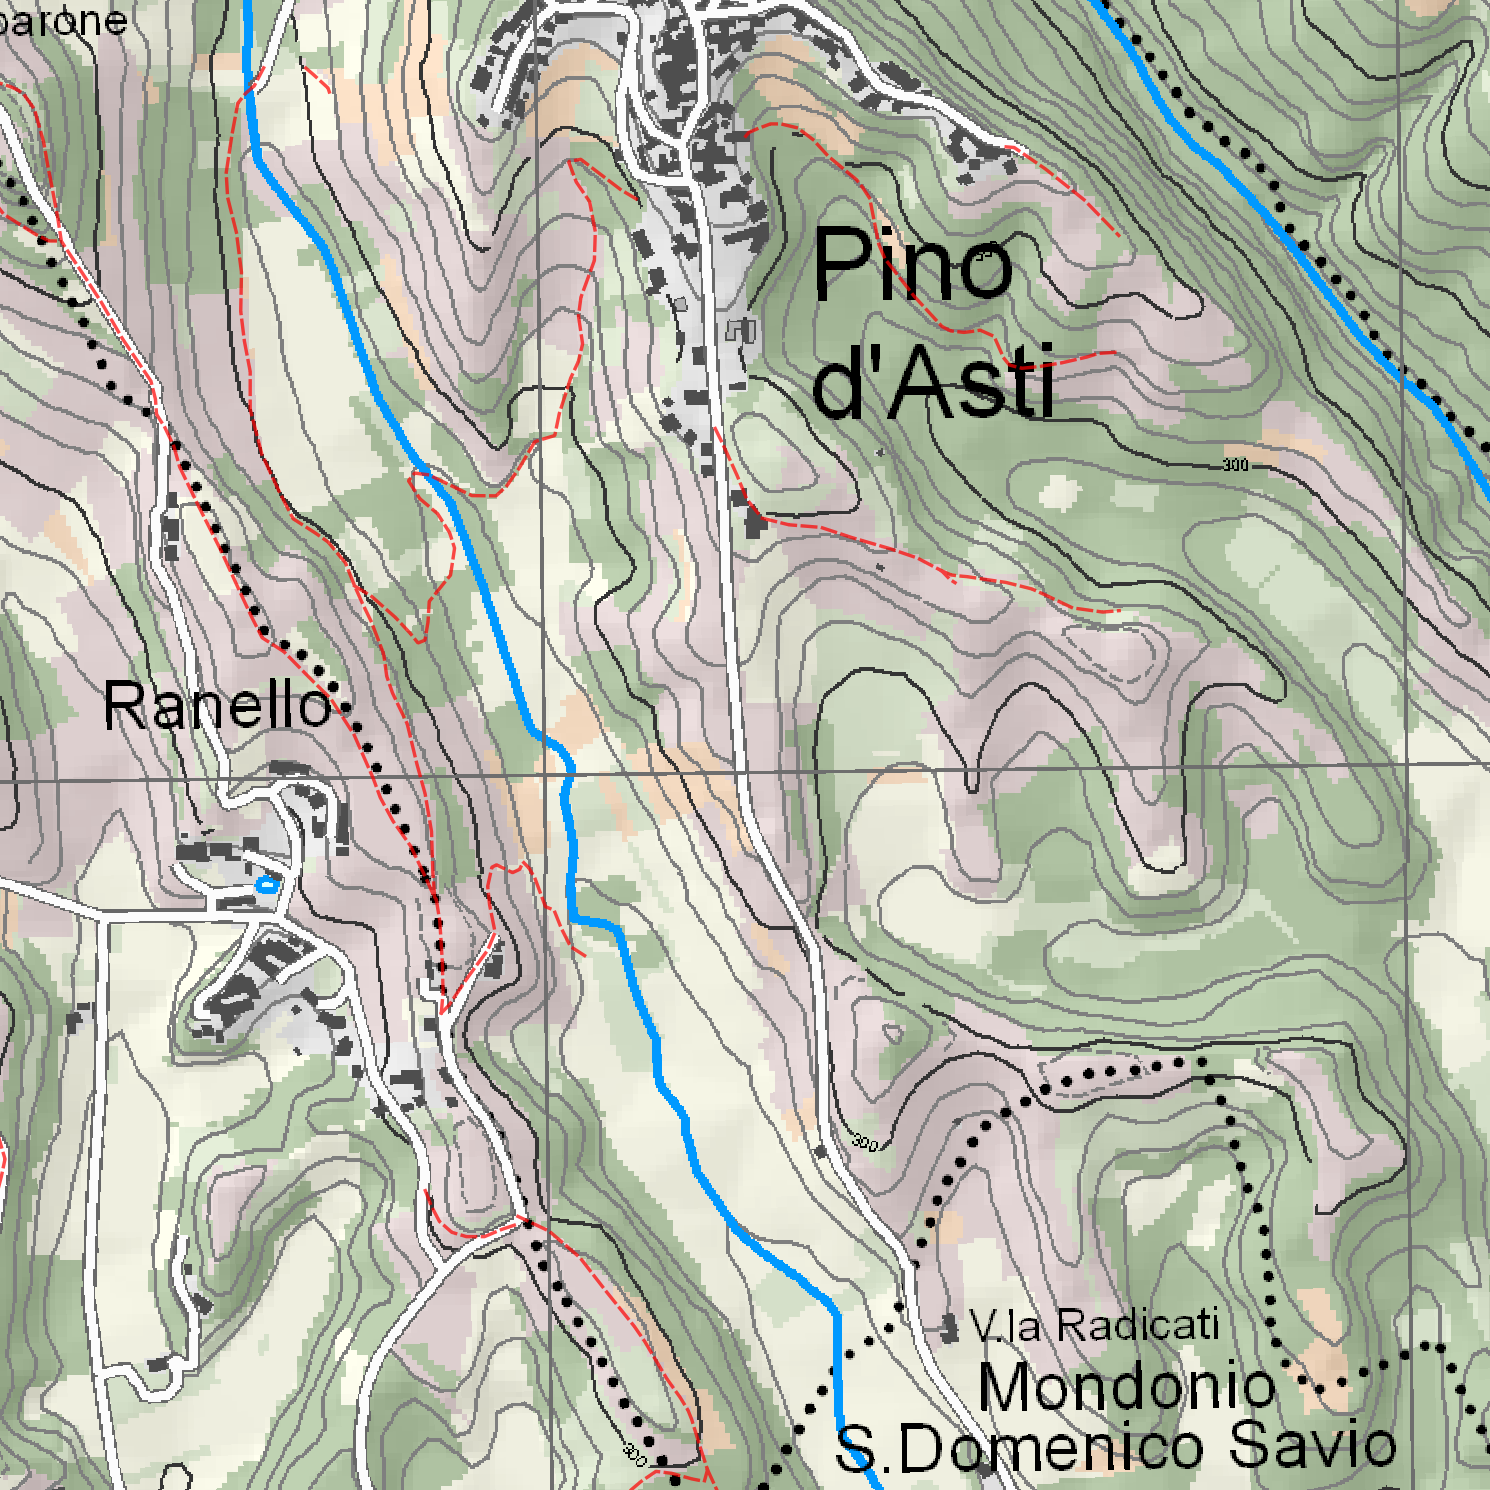 barone
Pino
d'Asti
300
Ranello
300
V.la Radicati
Mondonio
S.Domenico Savio
300